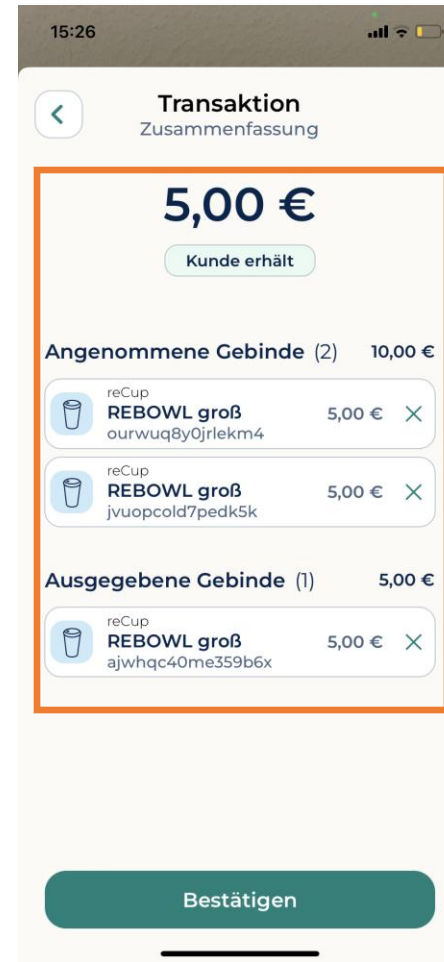 15:26
Transaktion
Zusammenfassung
5,00 €
Kunde erhält
Angenommene Gebinde (2) 10,00 €
reCup
REBOWL groß 5,00 €
ourwuq8y0jrlekm4
reCup
REBOWL groß 5,00 €
jvuopcold7pedk5k
Ausgegebene Gebinde (1) 5,00 €
reCup
REBOWL groß 5,00 €
ajwhqc40me359b6x
Bestätigen